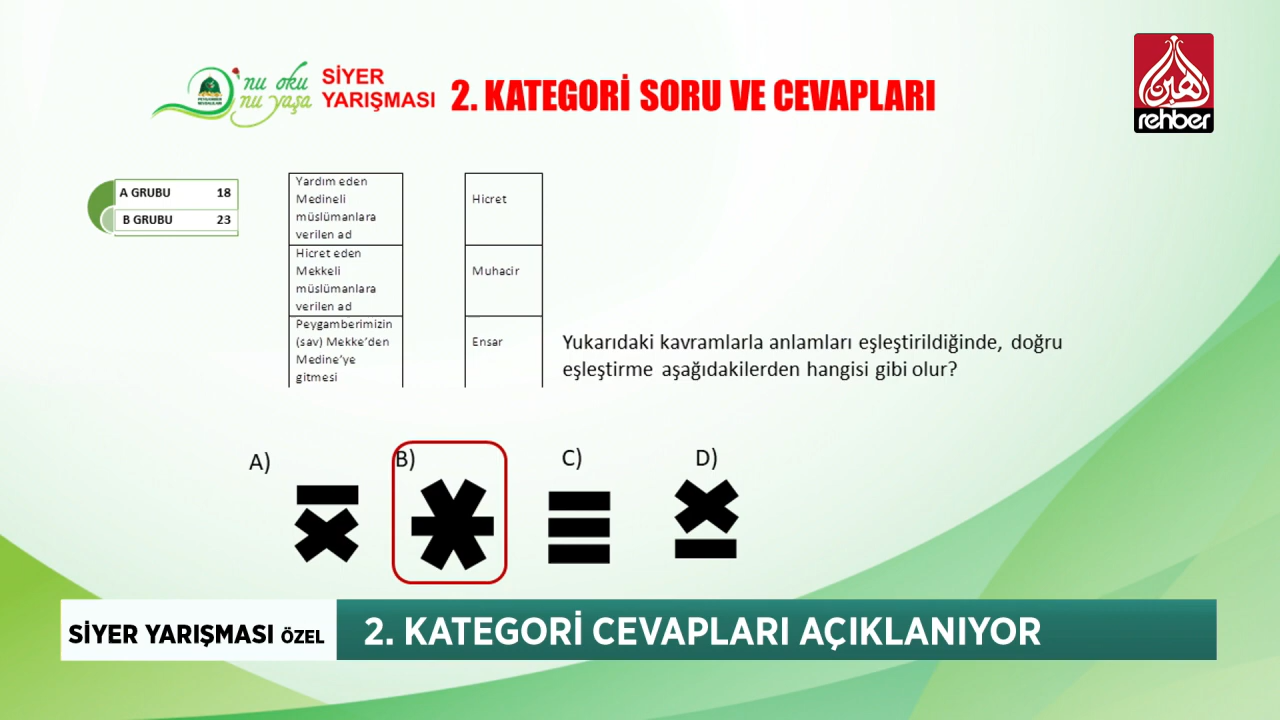 nu oku
nu yaşa
SİYER
YARIŞMASI
2. KATEGORİ SORU VE CEVAPLARI
rehber
A GRUBU 18
B GRUBU 23
Yardım eden
Medineli
müslümanlara
verilen ad
Hicret
Hicret eden
Mekkeli
müslümanlara
verilen ad
Muhacir
Peygamberimizin
(sav) Mekke’den
Medine’ye
gitmesi
Ensar
Yukarıdaki kavramlarla anlamları eşleştirildiğinde, doğru
eşleştirme aşağıdakilerden hangisi gibi olur?
A)
B)
C)
D)
SİYER YARIŞMASI ÖZEL
2. KATEGORİ CEVAPLARI AÇIKLANIYOR